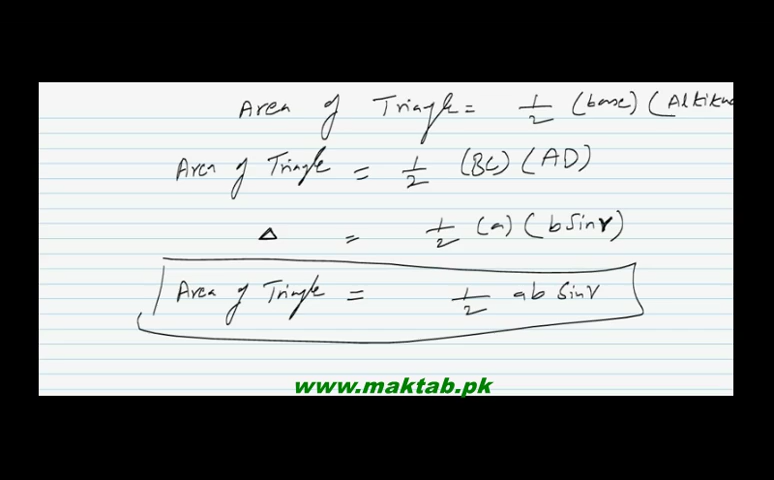 Area of Triangle = 1/2 (base) (Altitu
Area of Triangle = 1/2 (BC) (AD)
Δ = 1/2 (a) (b Sinγ)
Area of Triangle = 1/2 ab Sinγ
www.maktab.pk